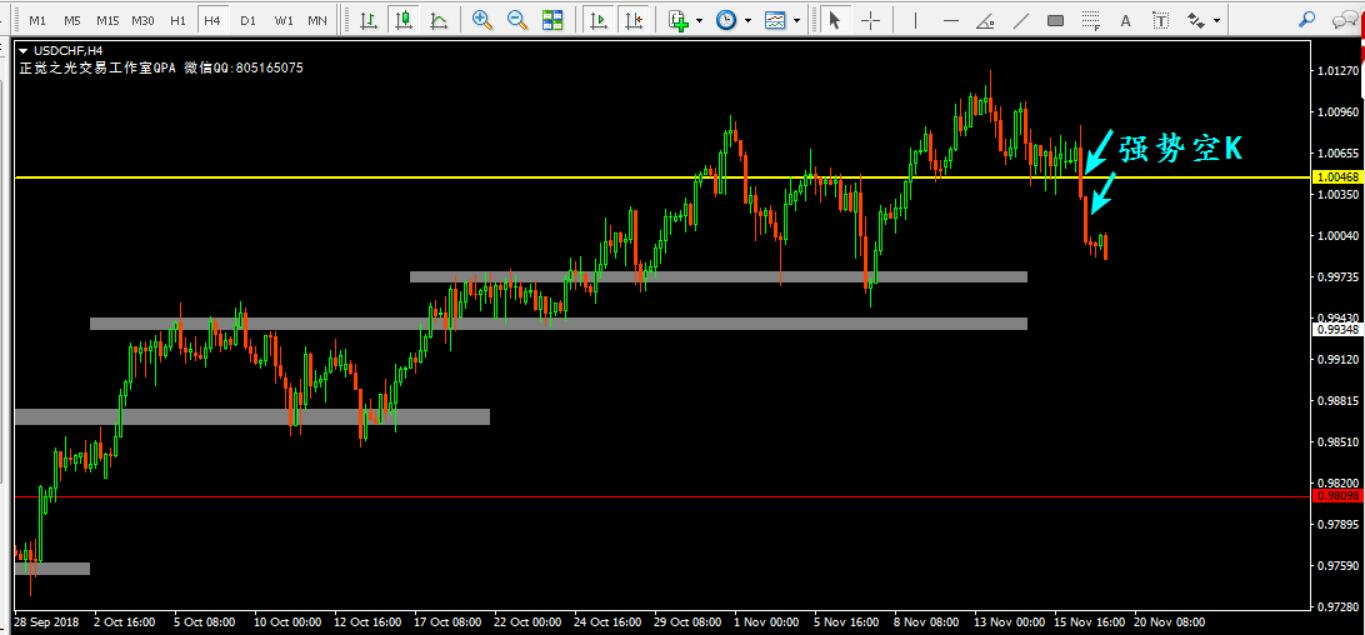 M1 M5 M15 M30 H1 H4 D1 W1 MN
F A T
USDCHF,H4
正觉之光交易工作室QPA 微信QQ:805165075
强势空K
1.01270
1.00960
1.00655
1.00468
1.00350
1.00040
0.99735
0.99430
0.99348
0.99120
0.98815
0.98510
0.98200
0.98098
0.97895
0.97590
0.97280
28 Sep 2018 2 Oct 16:00 5 Oct 08:00 10 Oct 00:00 12 Oct 16:00 17 Oct 08:00 22 Oct 00:00 24 Oct 16:00 29 Oct 08:00 1 Nov 00:00 5 Nov 16:00 8 Nov 08:00 13 Nov 00:00 15 Nov 16:00 20 Nov 08:00